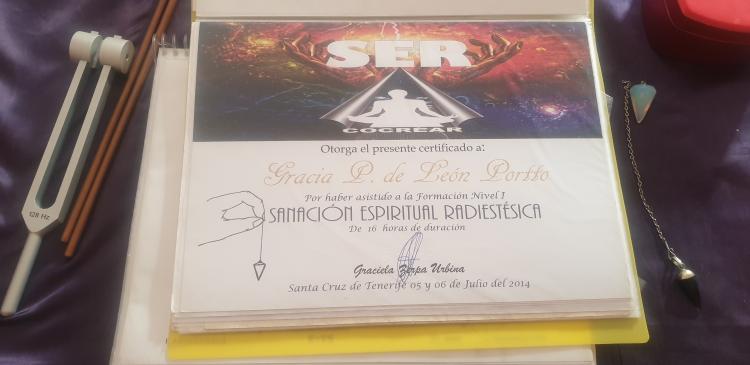 SER
COCREAR
Otorga el presente certificado a:
Gracia P. de León Portto
Por haber asistido a la Formación Nivel I
SANACIÓN ESPIRITUAL RADIESTÉSICA
De 16 horas de duración
Graciela Zerpa Urbina
Santa Cruz de Tenerife 05 y 06 de Julio del 2014
128 Hz